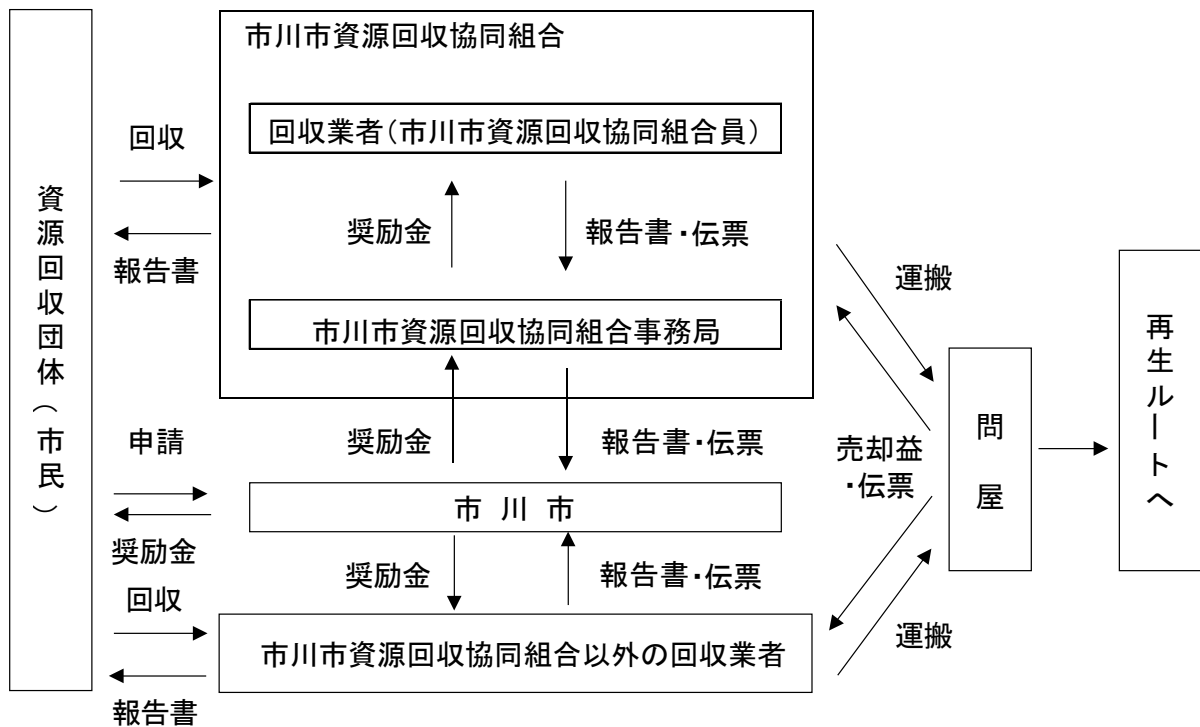 市川市資源回収協同組合
回収業者(市川市資源回収協同組合員)
回収
報告書
奨励金
報告書・伝票
市川市資源回収協同組合事務局
資源回収団体(市民)
申請
奨励金
奨励金
報告書・伝票
市川市
奨励金
報告書・伝票
回収
報告書
市川市資源回収協同組合以外の回収業者
運搬
売却益
・伝票
運搬
問屋
再生ルートへ